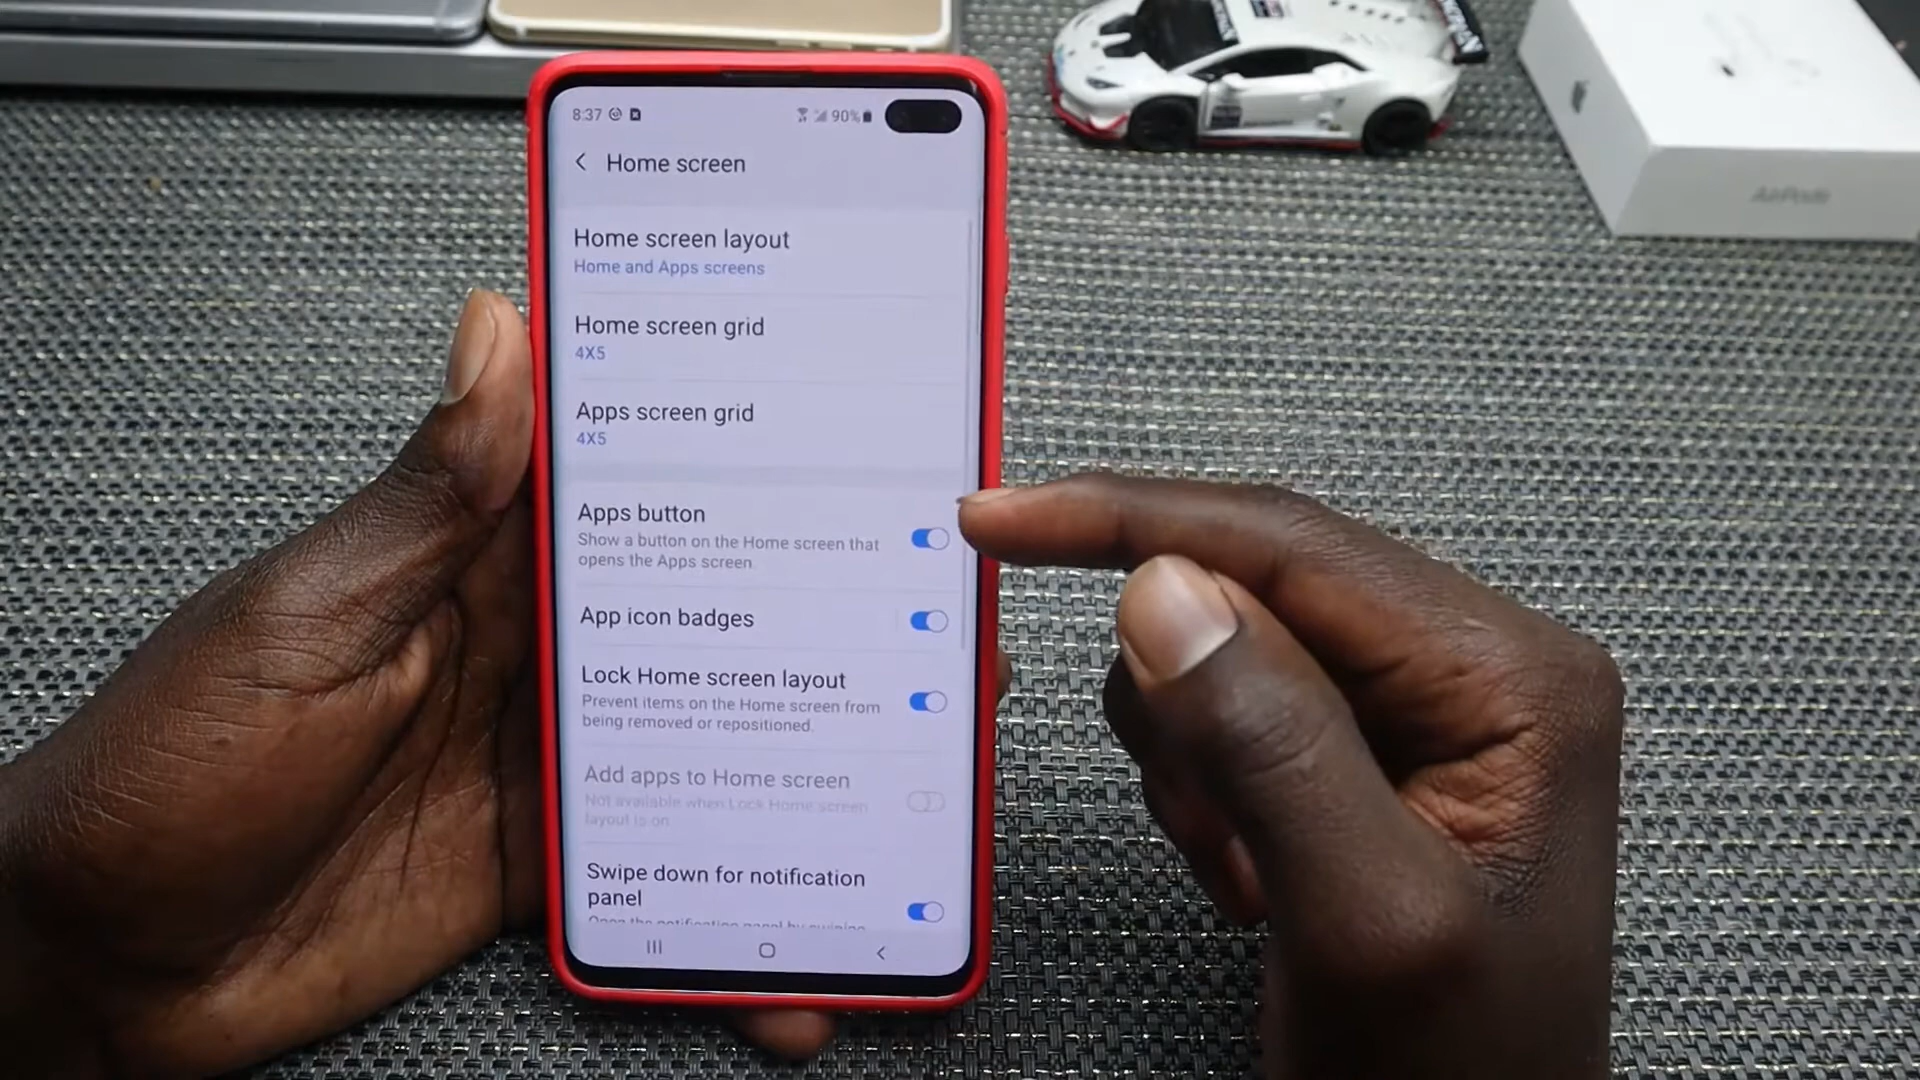 8:37
90%
Home screen
Home screen layout
Home and Apps screens
Home screen grid
4X5
Apps screen grid
4X5
Apps button
Show a button on the Home screen that
opens the Apps screen.
App icon badges
Lock Home screen layout
Prevent items on the Home screen from
being removed or repositioned.
Add apps to Home screen
Not available when Lock Home screen
layout is on.
Swipe down for notification
panel
AirPods